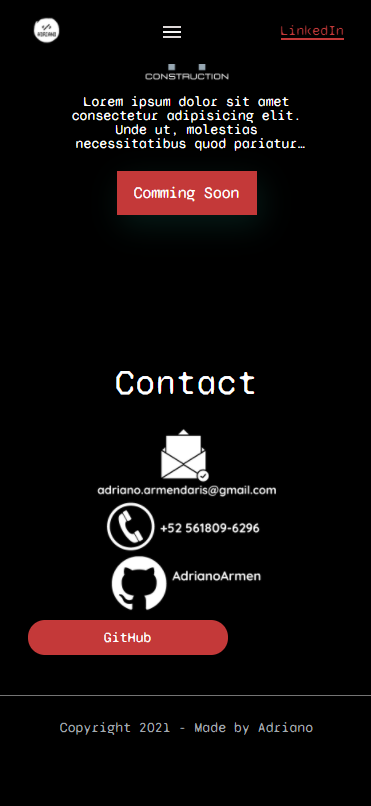 ADRIANO
LinkedIn
CONSTRUCTION
Lorem ipsum dolor sit amet
consectetur adipisicing elit.
Unde ut, molestias
necessitatibus quod pariatur…
Comming Soon
Contact
adriano.armendaris@gmail.com
+52 561809-6296
AdrianoArmen
GitHub
Copyright 2021 - Made by Adriano